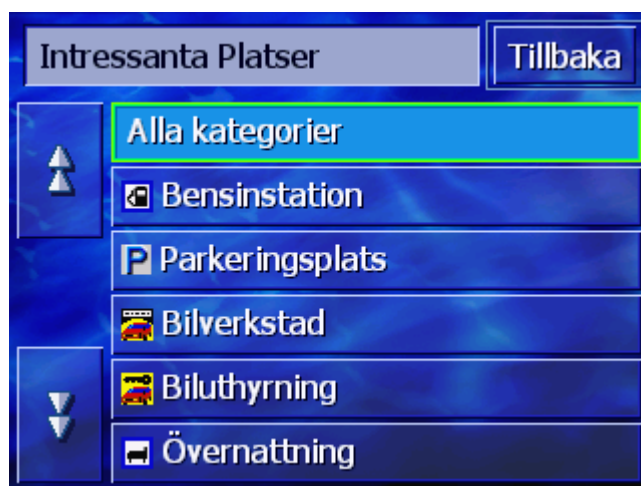 Intressanta Platser
Tillbaka
Alla kategorier
Bensinstation
P Parkeringsplats
Bilverkstad
Biluthyrning
Övernattning